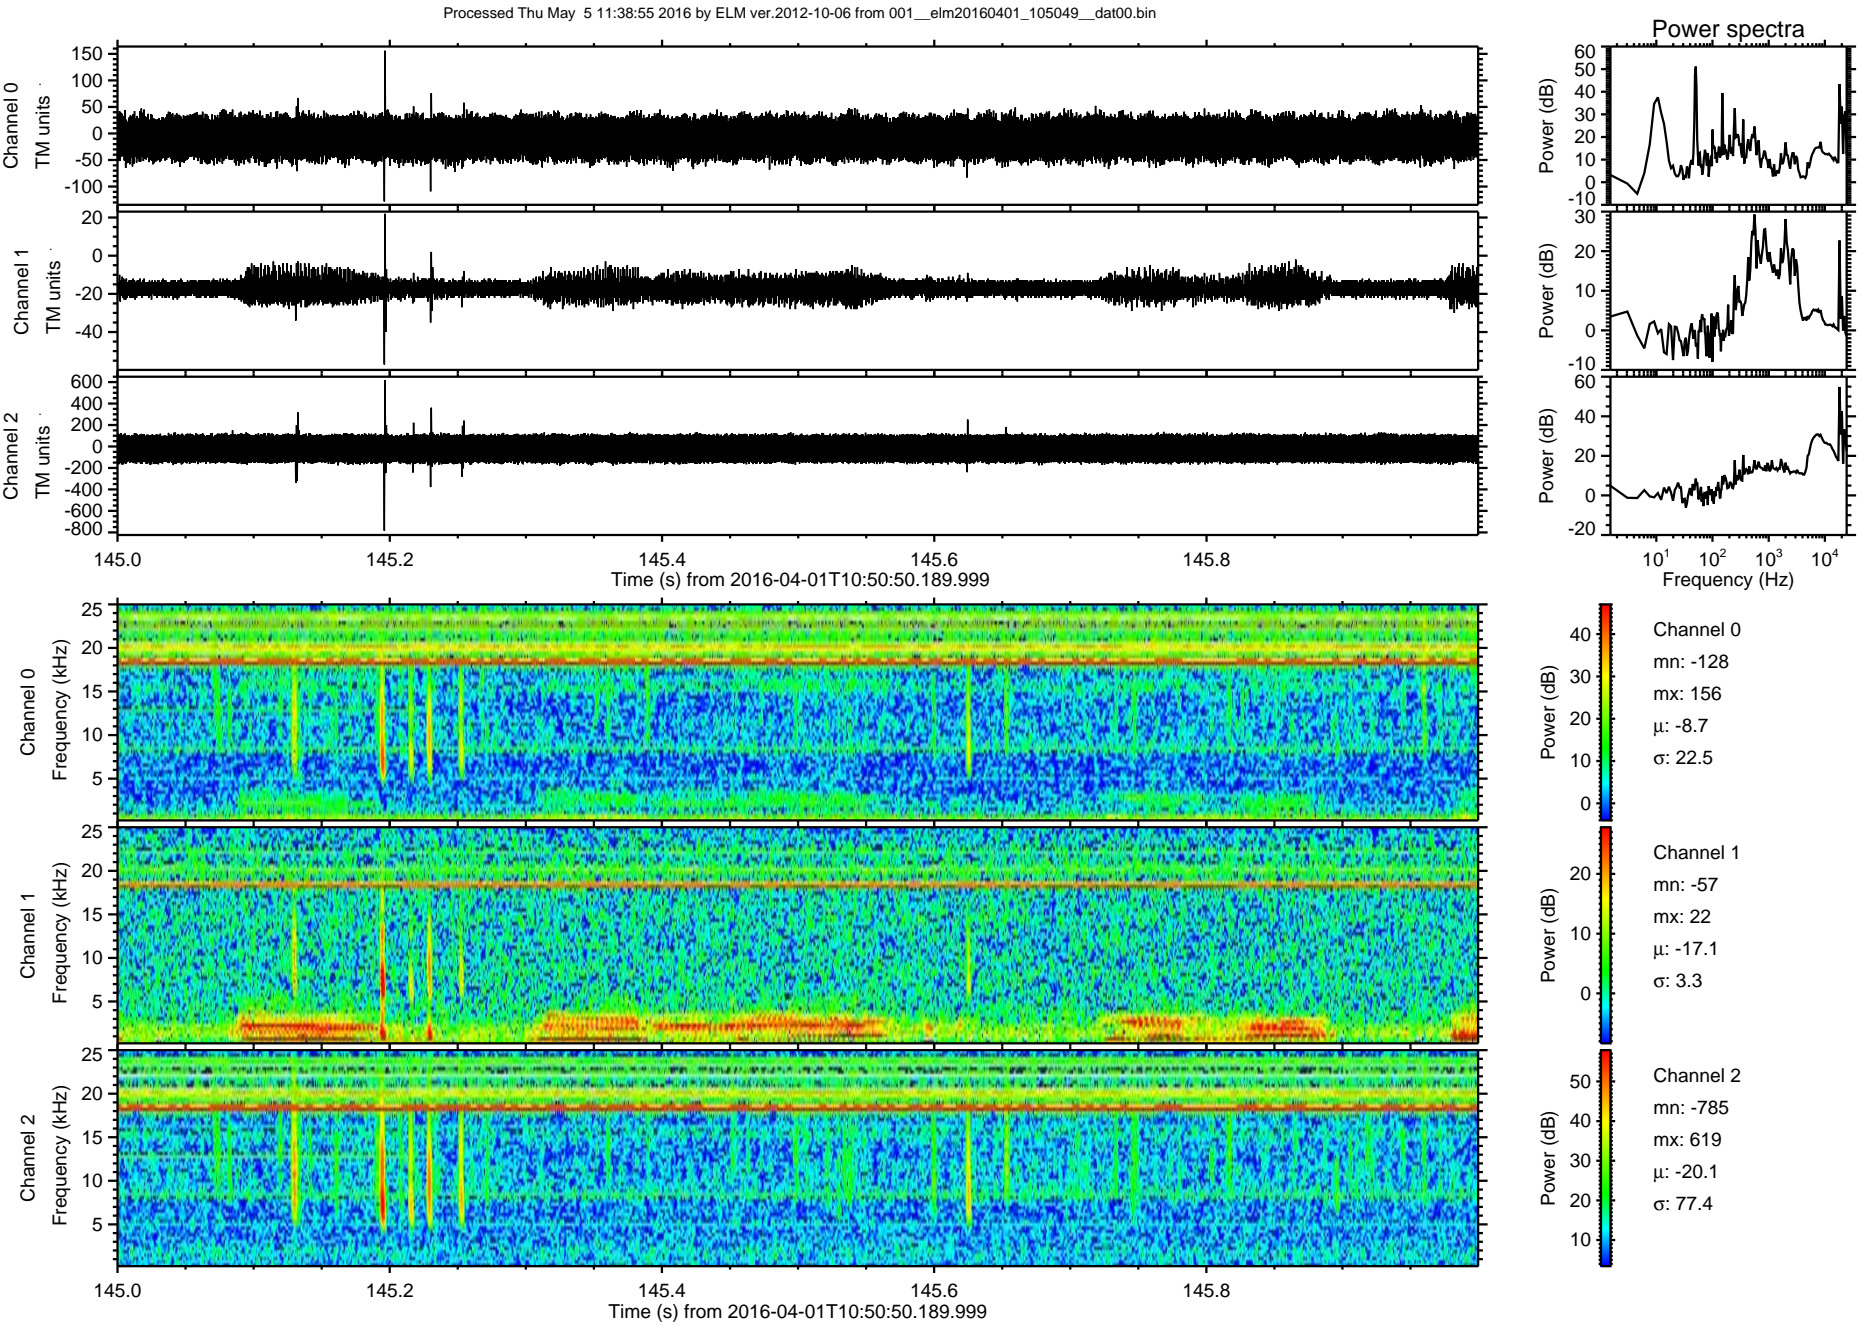 Processed Thu May  5 11:38:55 2016 by ELM ver.2012-10-06 from 001__elm20160401_105049__dat00.bin
Power spectra
Channel 0
TM units
150
100
50
0
-50
-100
Power (dB)
60
50
40
30
20
10
0
-10
Channel 1
TM units
20
0
-20
-40
Power (dB)
30
20
10
0
-10
Channel 2
TM units
600
400
200
0
-200
-400
-600
-800
Power (dB)
60
40
20
0
-20
145.0 145.2 145.4 145.6 145.8
Time (s) from 2016-04-01T10:50:50.189.999
10^1 10^2 10^3 10^4
Frequency (Hz)
Channel 0
Frequency (kHz)
25
20
15
10
5
Power (dB)
40
30
20
10
0
Channel 0
mn: -128
mx: 156
μ: -8.7
σ: 22.5
Channel 1
Frequency (kHz)
25
20
15
10
5
Power (dB)
20
10
0
Channel 1
mn: -57
mx: 22
μ: -17.1
σ: 3.3
Channel 2
Frequency (kHz)
25
20
15
10
5
Power (dB)
50
40
30
20
10
Channel 2
mn: -785
mx: 619
μ: -20.1
σ: 77.4
145.0 145.2 145.4 145.6 145.8
Time (s) from 2016-04-01T10:50:50.189.999